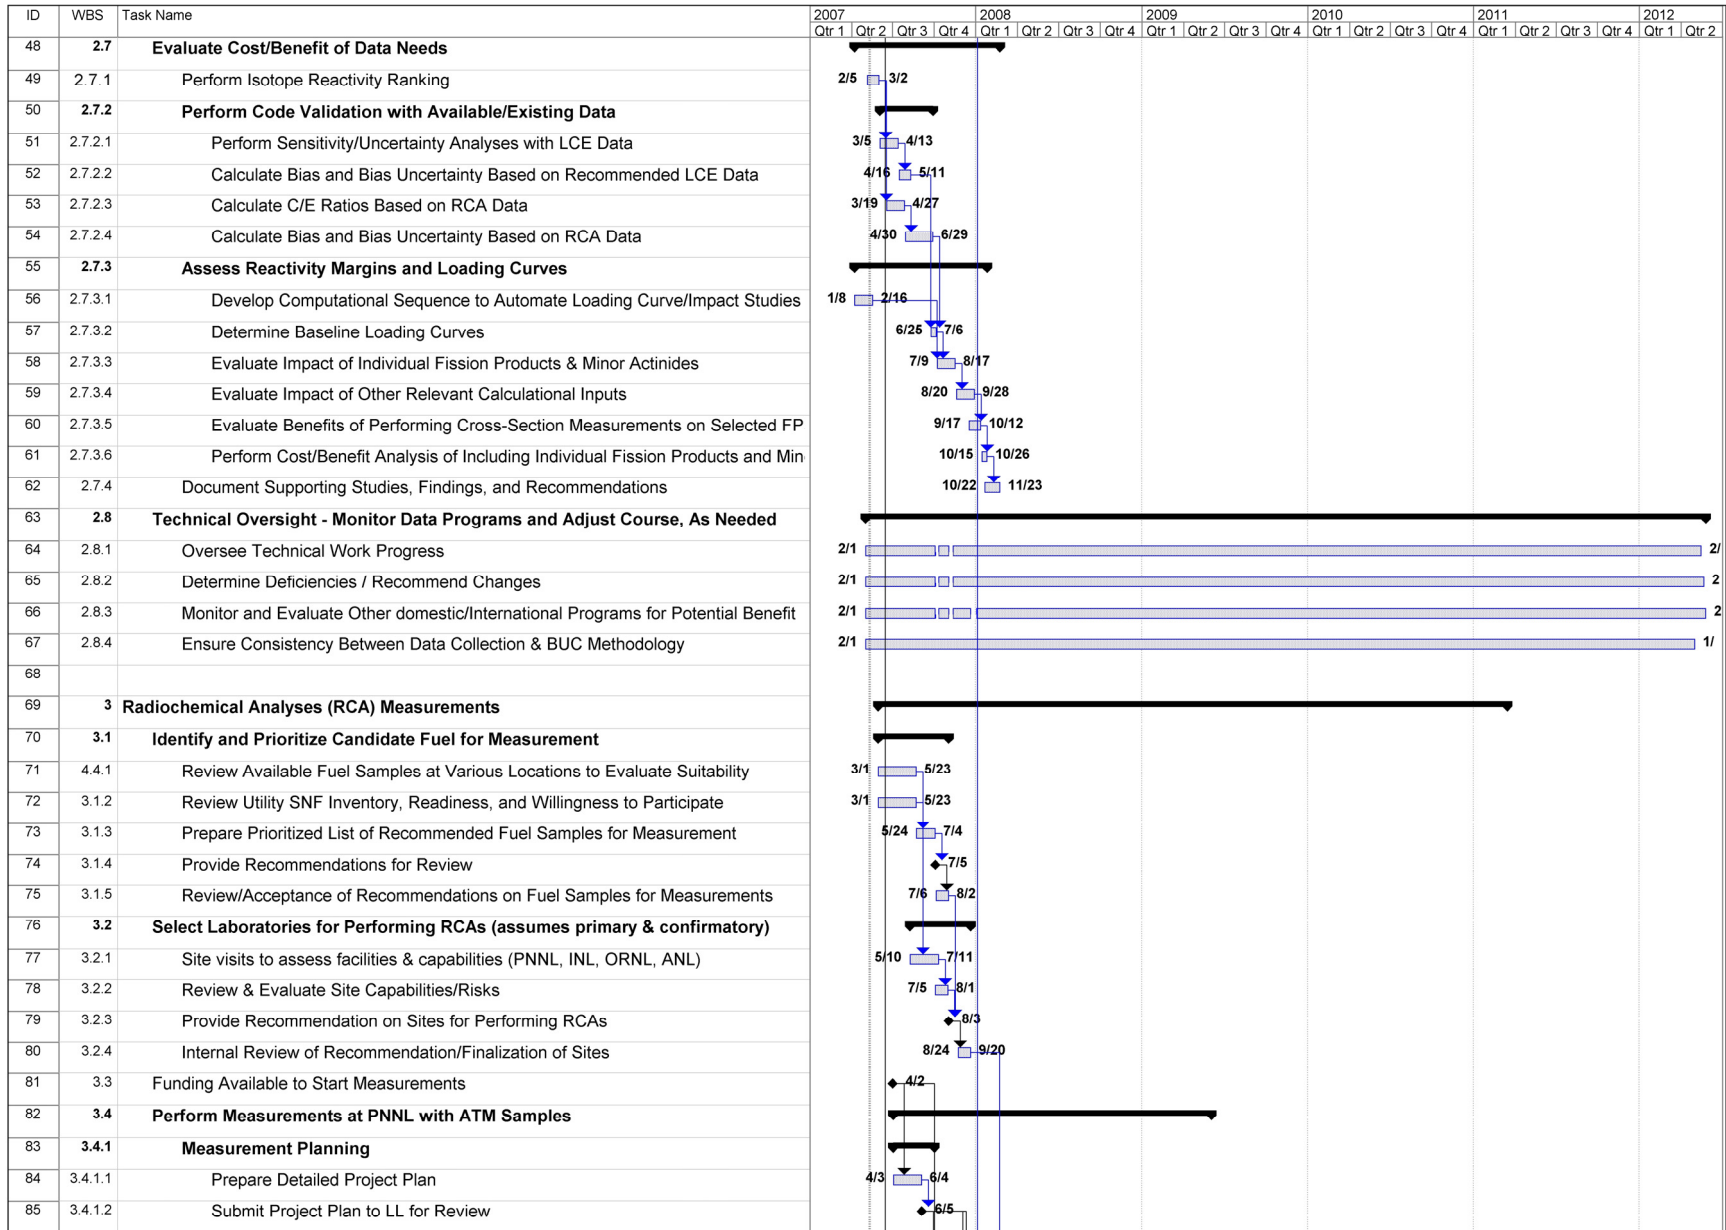 ID WBS Task Name 2007 2008 2009 2010 2011 2012
Qtr 1 Qtr 2 Qtr 3 Qtr 4 Qtr 1 Qtr 2 Qtr 3 Qtr 4 Qtr 1 Qtr 2 Qtr 3 Qtr 4 Qtr 1 Qtr 2 Qtr 3 Qtr 4 Qtr 1 Qtr 2 Qtr 3 Qtr 4 Qtr 1 Qtr 2
48 2.7 Evaluate Cost/Benefit of Data Needs
49 2.7.1 Perform Isotope Reactivity Ranking 2/5 3/2
50 2.7.2 Perform Code Validation with Available/Existing Data
51 2.7.2.1 Perform Sensitivity/Uncertainty Analyses with LCE Data 3/5 4/13
52 2.7.2.2 Calculate Bias and Bias Uncertainty Based on Recommended LCE Data 4/16 5/11
53 2.7.2.3 Calculate C/E Ratios Based on RCA Data 3/19 4/27
54 2.7.2.4 Calculate Bias and Bias Uncertainty Based on RCA Data 4/30 6/29
55 2.7.3 Assess Reactivity Margins and Loading Curves
56 2.7.3.1 Develop Computational Sequence to Automate Loading Curve/Impact Studies 1/8 2/16
57 2.7.3.2 Determine Baseline Loading Curves 6/25 7/6
58 2.7.3.3 Evaluate Impact of Individual Fission Products & Minor Actinides 7/9 8/17
59 2.7.3.4 Evaluate Impact of Other Relevant Calculational Inputs 8/20 9/28
60 2.7.3.5 Evaluate Benefits of Performing Cross-Section Measurements on Selected FP 9/17 10/12
61 2.7.3.6 Perform Cost/Benefit Analysis of Including Individual Fission Products and Min 10/15 10/26
62 2.7.4 Document Supporting Studies, Findings, and Recommendations 10/22 11/23
63 2.8 Technical Oversight - Monitor Data Programs and Adjust Course, As Needed
64 2.8.1 Oversee Technical Work Progress 2/1 2/
65 2.8.2 Determine Deficiencies / Recommend Changes 2/1 2
66 2.8.3 Monitor and Evaluate Other domestic/International Programs for Potential Benefit 2/1 2
67 2.8.4 Ensure Consistency Between Data Collection & BUC Methodology 2/1 1/
68
69 3 Radiochemical Analyses (RCA) Measurements
70 3.1 Identify and Prioritize Candidate Fuel for Measurement
71 4.4.1 Review Available Fuel Samples at Various Locations to Evaluate Suitability 3/1 5/23
72 3.1.2 Review Utility SNF Inventory, Readiness, and Willingness to Participate 3/1 5/23
73 3.1.3 Prepare Prioritized List of Recommended Fuel Samples for Measurement 5/24 7/4
74 3.1.4 Provide Recommendations for Review 7/5
75 3.1.5 Review/Acceptance of Recommendations on Fuel Samples for Measurements 7/6 8/2
76 3.2 Select Laboratories for Performing RCAs (assumes primary & confirmatory)
77 3.2.1 Site visits to assess facilities & capabilities (PNNL, INL, ORNL, ANL) 5/10 7/11
78 3.2.2 Review & Evaluate Site Capabilities/Risks 7/5 8/1
79 3.2.3 Provide Recommendation on Sites for Performing RCAs 8/3
80 3.2.4 Internal Review of Recommendation/Finalization of Sites 8/24 9/20
81 3.3 Funding Available to Start Measurements 4/2
82 3.4 Perform Measurements at PNNL with ATM Samples
83 3.4.1 Measurement Planning
84 3.4.1.1 Prepare Detailed Project Plan 4/3 6/4
85 3.4.1.2 Submit Project Plan to LL for Review 6/5